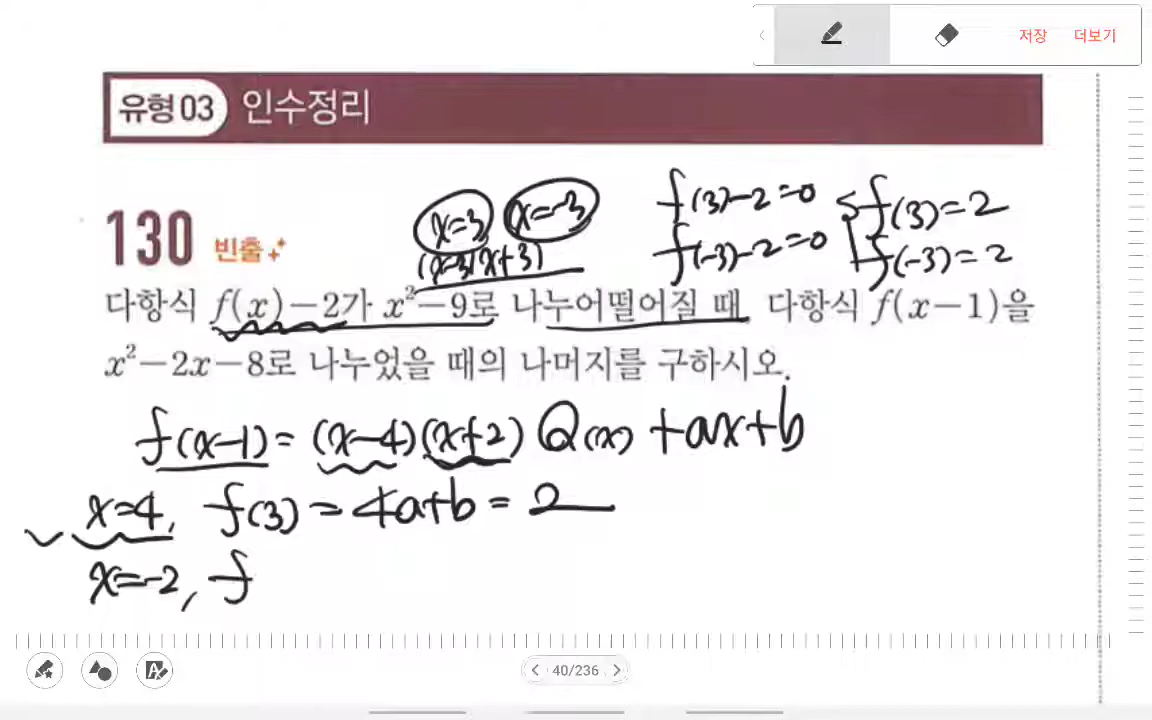 저장 더보기
유형 03 인수정리
130 빈출
x=3 x=-3
(x-3)(x+3)
f(3)-2=0 f(3)=2
f(-3)-2=0 f(-3)=2
다항식 f(x)-2가 x²-9로 나누어떨어질 때 다항식 f(x-1)을
x²-2x-8로 나누었을 때의 나머지를 구하시오.
f(x-1)=(x-4)(x+2)Q(x)+ax+b
x=4, f(3)=4a+b=2
x=-2, f
40/236